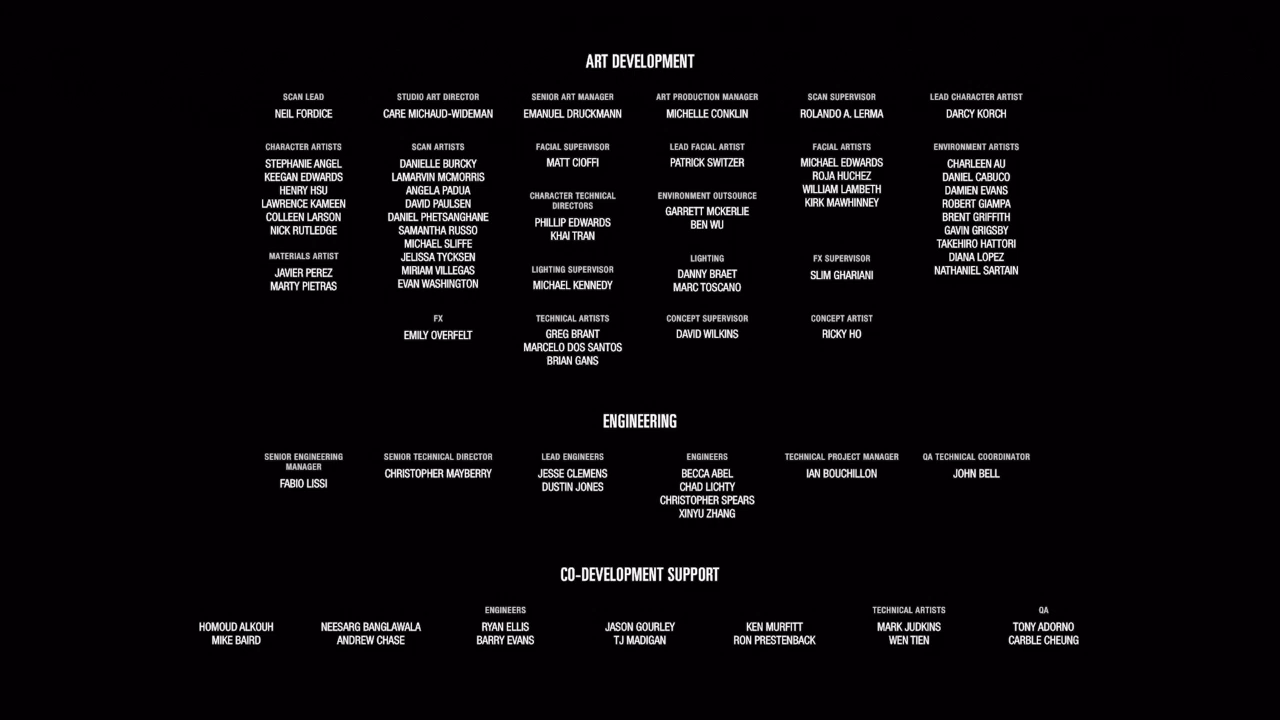 ART DEVELOPMENT
SCAN LEAD
NEIL FORDICE
STUDIO ART DIRECTOR
CARE MICHAUD-WIDEMAN
SENIOR ART MANAGER
EMANUEL DRUCKMANN
ART PRODUCTION MANAGER
MICHELLE CONKLIN
SCAN SUPERVISOR
ROLANDO A. LERMA
LEAD CHARACTER ARTIST
DARCY KORCH
CHARACTER ARTISTS
STEPHANIE ANGEL
KEEGAN EDWARDS
HENRY HSU
LAWRENCE KAMEEN
COLLEEN LARSON
NICK RUTLEDGE
MATERIALS ARTIST
JAVIER PEREZ
MARTY PIETRAS
SCAN ARTISTS
DANIELLE BURCKY
LAMARVIN MCMORRIS
ANGELA PADUA
DAVID PAULSEN
DANIEL PHETSANGHANE
SAMANTHA RUSSO
MICHAEL SLIFFE
JELISSA TYCKSEN
MIRIAM VILLEGAS
EVAN WASHINGTON
FX
EMILY OVERFELT
FACIAL SUPERVISOR
MATT CIOFFI
CHARACTER TECHNICAL
DIRECTORS
PHILLIP EDWARDS
KHAI TRAN
LIGHTING SUPERVISOR
MICHAEL KENNEDY
TECHNICAL ARTISTS
GREG BRANT
MARCELO DOS SANTOS
BRIAN GANS
LEAD FACIAL ARTIST
PATRICK SWITZER
ENVIRONMENT OUTSOURCE
GARRETT MCKERLIE
BEN WU
LIGHTING
DANNY BRAET
MARC TOSCANO
CONCEPT SUPERVISOR
DAVID WILKINS
FACIAL ARTISTS
MICHAEL EDWARDS
ROJA HUCHEZ
WILLIAM LAMBETH
KIRK MAWHINNEY
FX SUPERVISOR
SLIM GHARIANI
CONCEPT ARTIST
RICKY HO
ENVIRONMENT ARTISTS
CHARLEEN AU
DANIEL CABUCO
DAMIEN EVANS
ROBERT GIAMPA
BRENT GRIFFITH
GAVIN GRIGSBY
TAKEHIRO HATTORI
DIANA LOPEZ
NATHANIEL SARTAIN
ENGINEERING
SENIOR ENGINEERING
MANAGER
FABIO LISSI
SENIOR TECHNICAL DIRECTOR
CHRISTOPHER MAYBERRY
LEAD ENGINEERS
JESSE CLEMENS
DUSTIN JONES
ENGINEERS
BECCA ABEL
CHAD LICHTY
CHRISTOPHER SPEARS
XINYU ZHANG
TECHNICAL PROJECT MANAGER
IAN BOUCHILLON
QA TECHNICAL COORDINATOR
JOHN BELL
CO-DEVELOPMENT SUPPORT
ENGINEERS
HOMOUD ALKOUH
MIKE BAIRD
NEESARG BANGLAWALA
ANDREW CHASE
RYAN ELLIS
BARRY EVANS
JASON GOURLEY
TJ MADIGAN
KEN MURFITT
RON PRESTENBACK
TECHNICAL ARTISTS
MARK JUDKINS
WEN TIEN
QA
TONY ADORNO
CARBLE CHEUNG